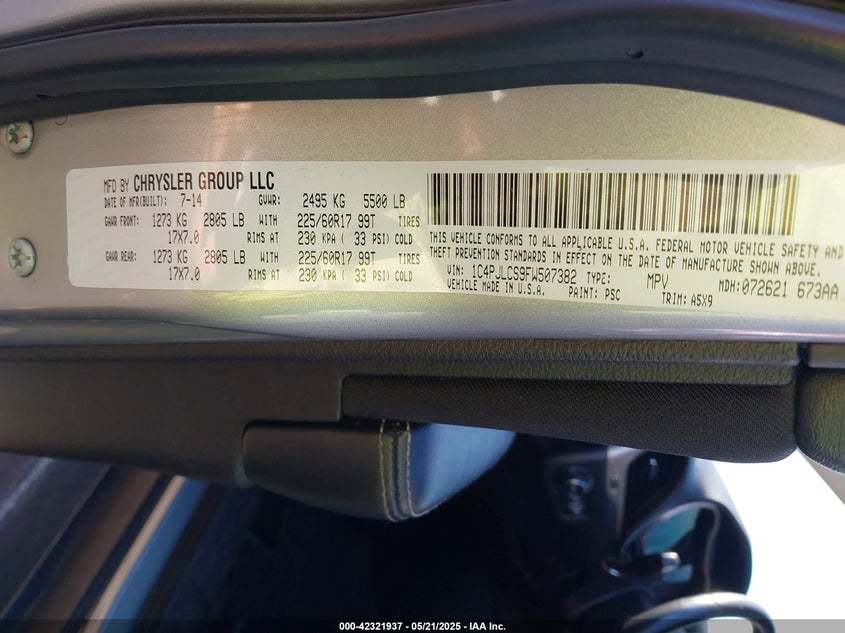 MFD BY CHRYSLER GROUP LLC
DATE OF MFR(BUILT): 7-14 GVWR: 2495 KG 5500 LB
GAWR FRONT: 1273 KG 2805 LB WITH 225/60R17 99T TIRES
17X7.0 RIMS AT 230 KPA ( 33 PSI) COLD
GAWR REAR: 1273 KG 2805 LB WITH 225/60R17 99T TIRES
17X7.0 RIMS AT 230 KPA ( 33 PSI) COLD
THIS VEHICLE CONFORMS TO ALL APPLICABLE U.S.A. FEDERAL MOTOR VEHICLE SAFETY AND
THEFT PREVENTION STANDARDS IN EFFECT ON THE DATE OF MANUFACTURE SHOWN ABOVE.
VIN: 1C4PJLCS9FW507382 TYPE: MPV MDH: 072621 673AA
VEHICLE MADE IN U.S.A. PAINT: PSC TRIM: A5X9
000-42321937 - 05/21/2025 - IAA Inc.